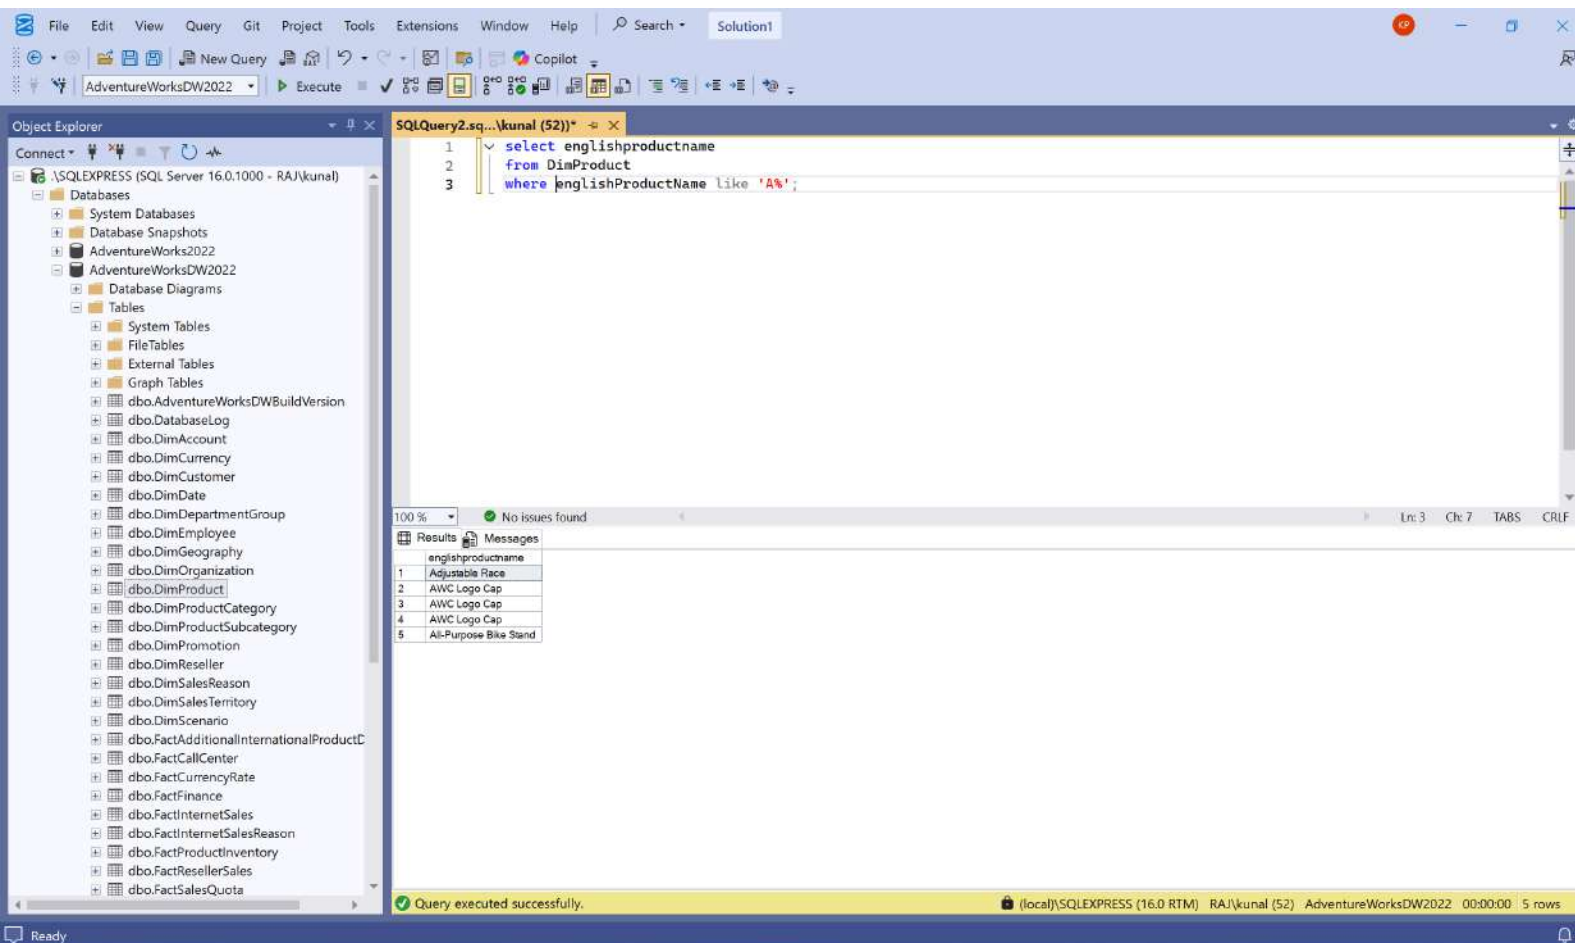 File Edit View Query Git Project Tools Extensions Window Help Search Solution1 KP
New Query Copilot
AdventureWorksDW2022 Execute
Object Explorer
Connect
.\SQLEXPRESS (SQL Server 16.0.1000 - RAJ\kunal)
Databases
System Databases
Database Snapshots
AdventureWorks2022
AdventureWorksDW2022
Database Diagrams
Tables
System Tables
FileTables
External Tables
Graph Tables
dbo.AdventureWorksDWBuildVersion
dbo.DatabaseLog
dbo.DimAccount
dbo.DimCurrency
dbo.DimCustomer
dbo.DimDate
dbo.DimDepartmentGroup
dbo.DimEmployee
dbo.DimGeography
dbo.DimOrganization
dbo.DimProduct
dbo.DimProductCategory
dbo.DimProductSubcategory
dbo.DimPromotion
dbo.DimReseller
dbo.DimSalesReason
dbo.DimSalesTerritory
dbo.DimScenario
dbo.FactAdditionalInternationalProductD
dbo.FactCallCenter
dbo.FactCurrencyRate
dbo.FactFinance
dbo.FactInternetSales
dbo.FactInternetSalesReason
dbo.FactProductInventory
dbo.FactResellerSales
dbo.FactSalesQuota
SQLQuery2.sq...\kunal (52))*
1 select englishproductname
2 from DimProduct
3 where englishProductName like 'A%';
100 % No issues found Ln: 3 Ch: 7 TABS CRLF
Results Messages
englishproductname
1 Adjustable Race
2 AWC Logo Cap
3 AWC Logo Cap
4 AWC Logo Cap
5 All-Purpose Bike Stand
Query executed successfully. (local)\SQLEXPRESS (16.0 RTM) RAJ\kunal (52) AdventureWorksDW2022 00:00:00 5 rows
Ready